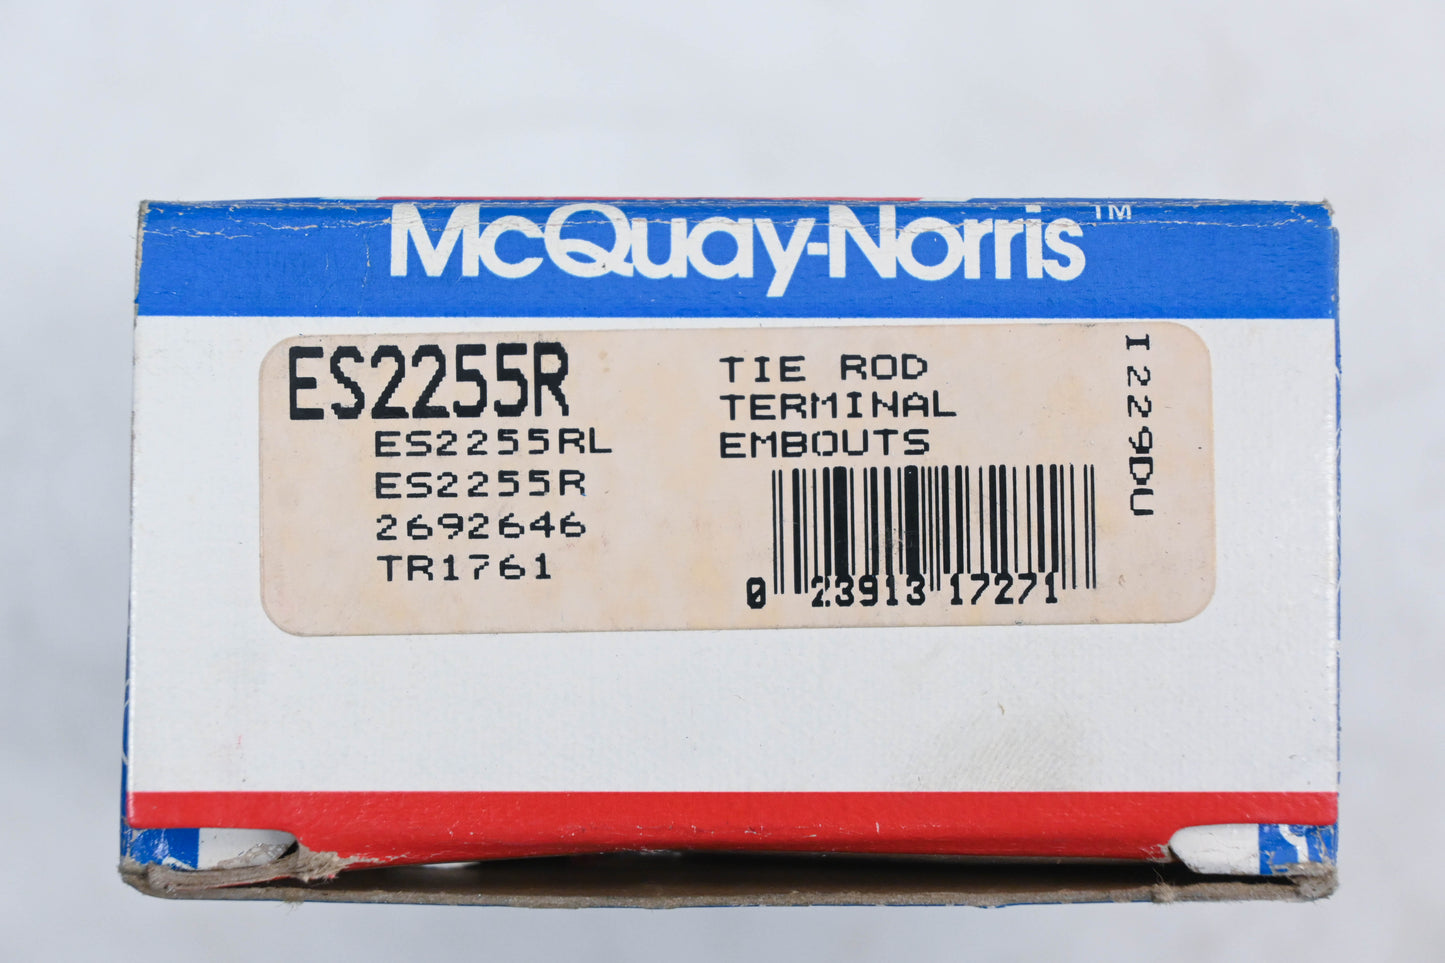 McQuay-Norris™
ES2255R
ES2255RL
ES2255R
2692646
TR1761
TIE ROD
TERMINAL
EMBOUTS
0 23913 17271
I229DU